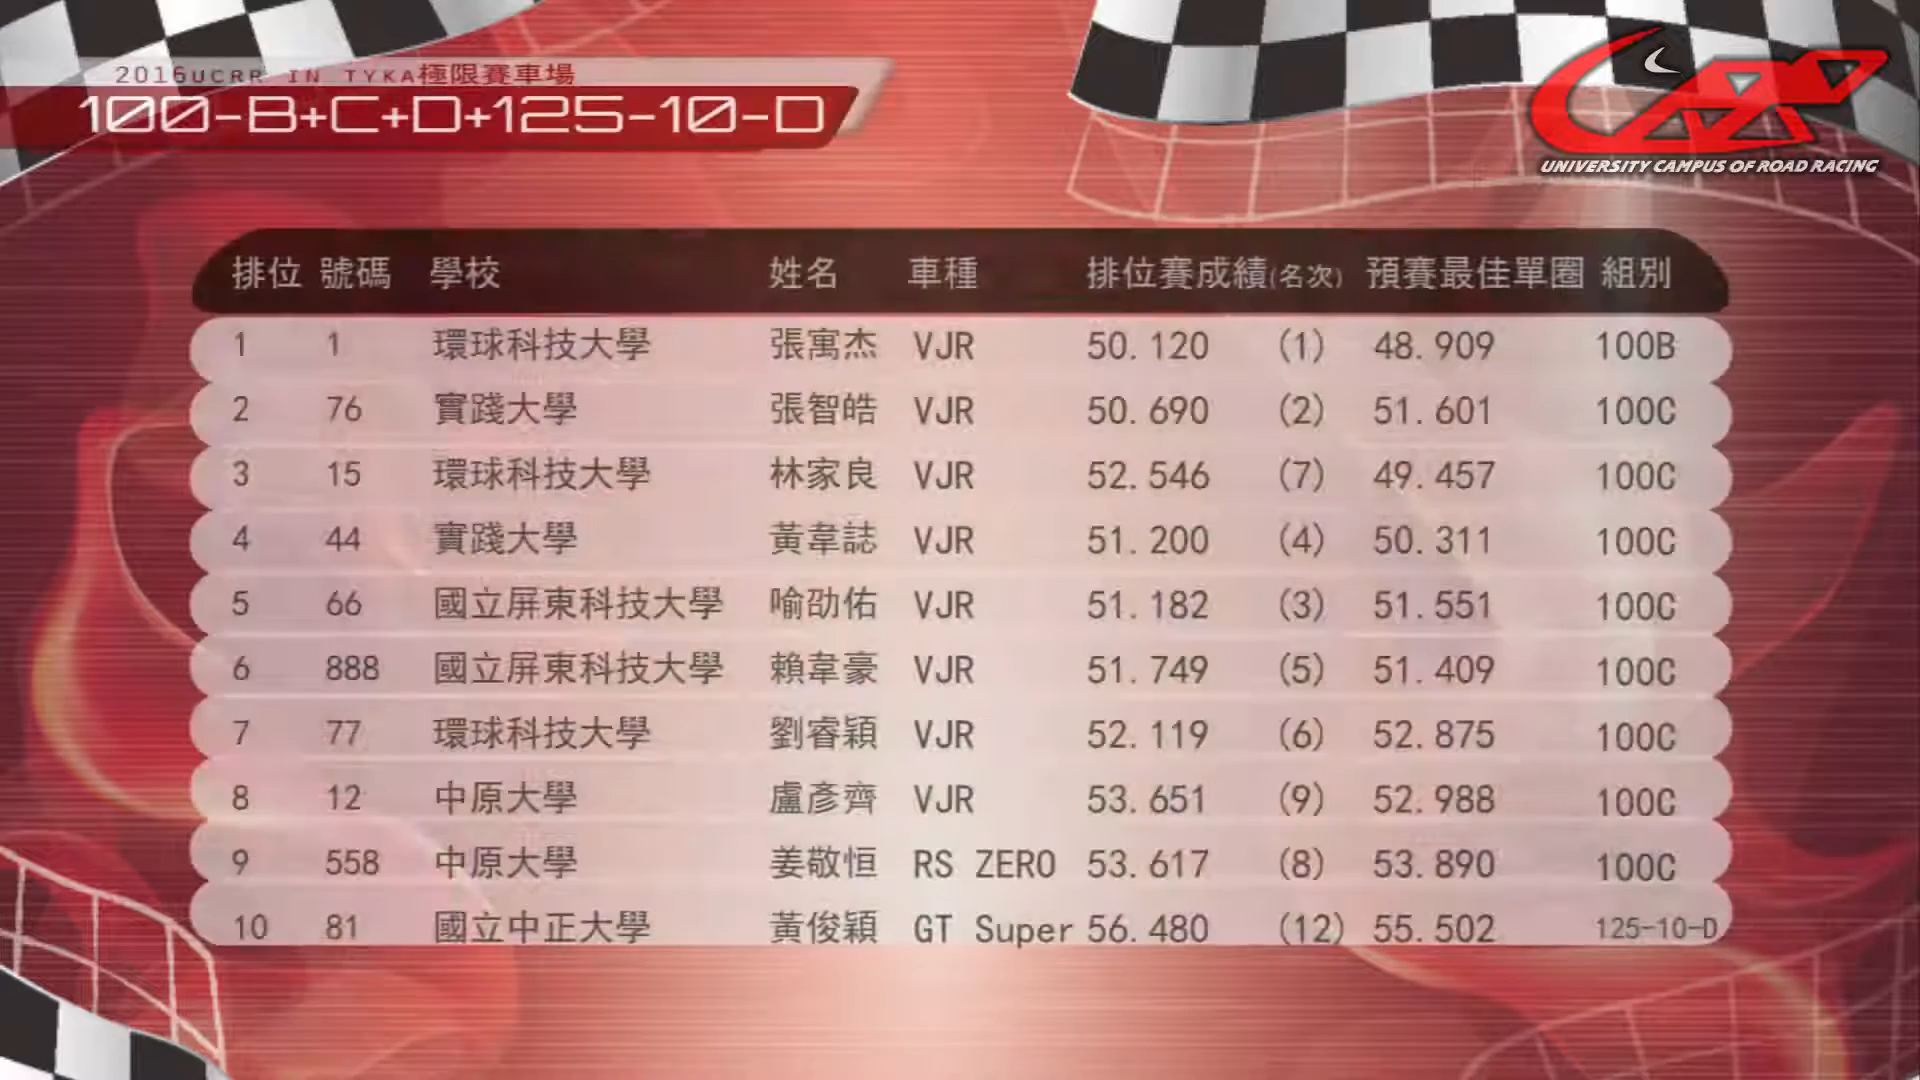 2016UCRR IN TYKA極限賽車場
100-B+C+D+125-10-D
UNIVERSITY CAMPUS OF ROAD RACING
排位 號碼 學校 姓名 車種 排位賽成績(名次) 預賽最佳單圈 組別
1 1 環球科技大學 張寓杰 VJR 50.120 (1) 48.909 100B
2 76 實踐大學 張智皓 VJR 50.690 (2) 51.601 100C
3 15 環球科技大學 林家良 VJR 52.546 (7) 49.457 100C
4 44 實踐大學 黃韋誌 VJR 51.200 (4) 50.311 100C
5 66 國立屏東科技大學 喻劭佑 VJR 51.182 (3) 51.551 100C
6 888 國立屏東科技大學 賴韋豪 VJR 51.749 (5) 51.409 100C
7 77 環球科技大學 劉睿穎 VJR 52.119 (6) 52.875 100C
8 12 中原大學 盧彥齊 VJR 53.651 (9) 52.988 100C
9 558 中原大學 姜敬恒 RS ZERO 53.617 (8) 53.890 100C
10 81 國立中正大學 黃俊穎 GT Super 56.480 (12) 55.502 125-10-D